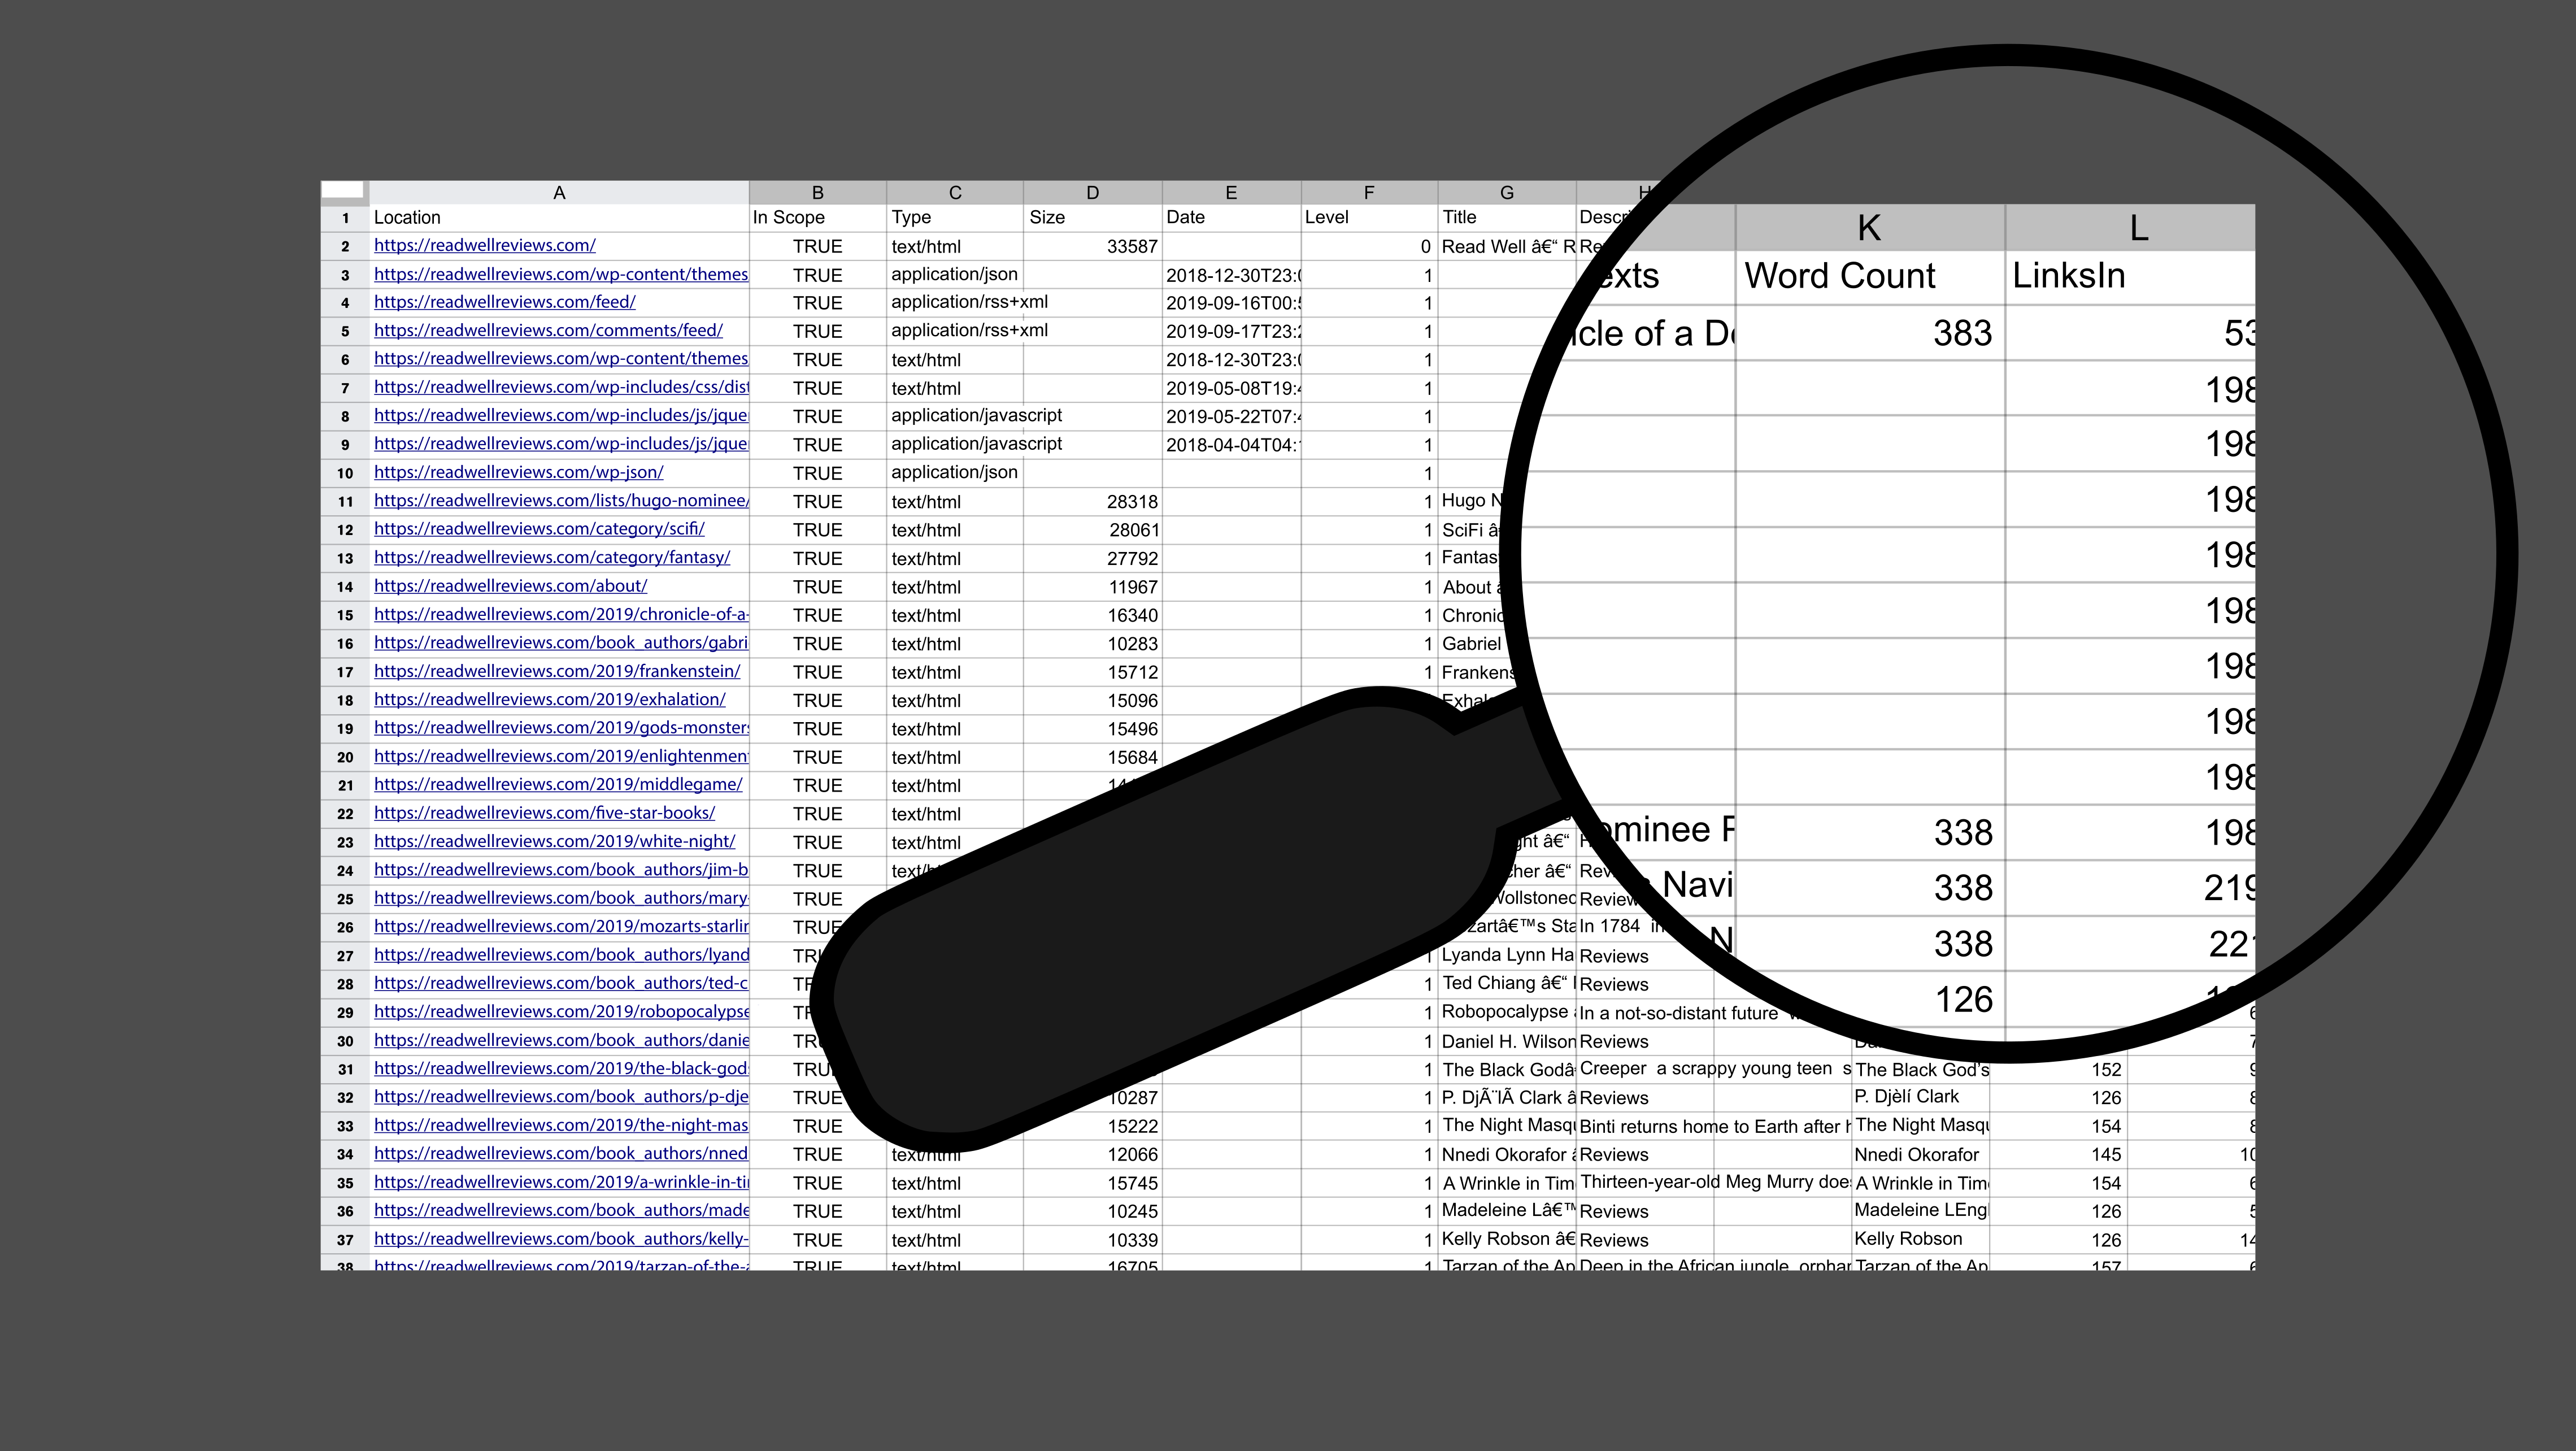 A B C D E F G H K L
1 Location In Scope Type Size Date Level Title Descri exts Word Count LinksIn
2 https://readwellreviews.com/ TRUE text/html 33587 0 Read Well â€“ R Re icle of a De 383 53
3 https://readwellreviews.com/wp-content/themes TRUE application/json 2018-12-30T23:0 1 198
4 https://readwellreviews.com/feed/ TRUE application/rss+xml 2019-09-16T00:5 1 198
5 https://readwellreviews.com/comments/feed/ TRUE application/rss+xml 2019-09-17T23:2 1 198
6 https://readwellreviews.com/wp-content/themes TRUE text/html 2018-12-30T23:0 1 198
7 https://readwellreviews.com/wp-includes/css/dist TRUE text/html 2019-05-08T19:4 1 198
8 https://readwellreviews.com/wp-includes/js/jque TRUE application/javascript 2019-05-22T07:4 1 198
9 https://readwellreviews.com/wp-includes/js/jque TRUE application/javascript 2018-04-04T04:1 1 198
10 https://readwellreviews.com/wp-json/ TRUE application/json 1 198
11 https://readwellreviews.com/lists/hugo-nominee/ TRUE text/html 28318 1 Hugo N ominee F 338 198
12 https://readwellreviews.com/category/scifi/ TRUE text/html 28061 1 SciFi â€ Navi 338 219
13 https://readwellreviews.com/category/fantasy/ TRUE text/html 27792 1 Fantas N 338 22
14 https://readwellreviews.com/about/ TRUE text/html 11967 1 About 126
15 https://readwellreviews.com/2019/chronicle-of-a- TRUE text/html 16340 1 Chronic
16 https://readwellreviews.com/book_authors/gabri TRUE text/html 10283 1 Gabriel
17 https://readwellreviews.com/2019/frankenstein/ TRUE text/html 15712 1 Frankens
18 https://readwellreviews.com/2019/exhalation/ TRUE text/html 15096 Exhal
19 https://readwellreviews.com/2019/gods-monsters TRUE text/html 15496
20 https://readwellreviews.com/2019/enlightenmen TRUE text/html 15684
21 https://readwellreviews.com/2019/middlegame/ TRUE text/html
22 https://readwellreviews.com/five-star-books/ TRUE text/html
23 https://readwellreviews.com/2019/white-night/ TRUE text/html ght â€“
24 https://readwellreviews.com/book_authors/jim-b TRUE text/h cher â€“ Rev
25 https://readwellreviews.com/book_authors/mary- TRUE Wollstonec Review
26 https://readwellreviews.com/2019/mozarts-starlin TRUE zartâ€™s Sta In 1784 in
27 https://readwellreviews.com/book_authors/lyand TRU Lyanda Lynn Ha Reviews
28 https://readwellreviews.com/book_authors/ted-c TR 1 Ted Chiang â€“ Reviews
29 https://readwellreviews.com/2019/robopocalypse TR 1 Robopocalypse In a not-so-distant future 6
30 https://readwellreviews.com/book_authors/danie TR 1 Daniel H. Wilson Reviews 7
31 https://readwellreviews.com/2019/the-black-god TRU 1 The Black Godâ€ Creeper a scrappy young teen s The Black God's 152 9
32 https://readwellreviews.com/book_authors/p-dje TRUE 10287 1 P. DjÃ¨lÃ­ Clark â Reviews P. Djèlí Clark 126 8
33 https://readwellreviews.com/2019/the-night-mas TRUE 15222 1 The Night Masqu Binti returns home to Earth after h The Night Masqu 154 8
34 https://readwellreviews.com/book_authors/nned TRUE text/html 12066 1 Nnedi Okorafor â Reviews Nnedi Okorafor 145 10
35 https://readwellreviews.com/2019/a-wrinkle-in-ti TRUE text/html 15745 1 A Wrinkle in Tim Thirteen-year-old Meg Murry doe A Wrinkle in Tim 154 6
36 https://readwellreviews.com/book_authors/made TRUE text/html 10245 1 Madeleine Lâ€™ Reviews Madeleine LEngl 126 5
37 https://readwellreviews.com/book_authors/kelly- TRUE text/html 10339 1 Kelly Robson â€ Reviews Kelly Robson 126 14
38 https://readwellreviews.com/2019/tarzan-of-the-a TRUE text/html 16705 1 Tarzan of the Ap Deep in the African jungle orphan Tarzan of the Ap 157 6